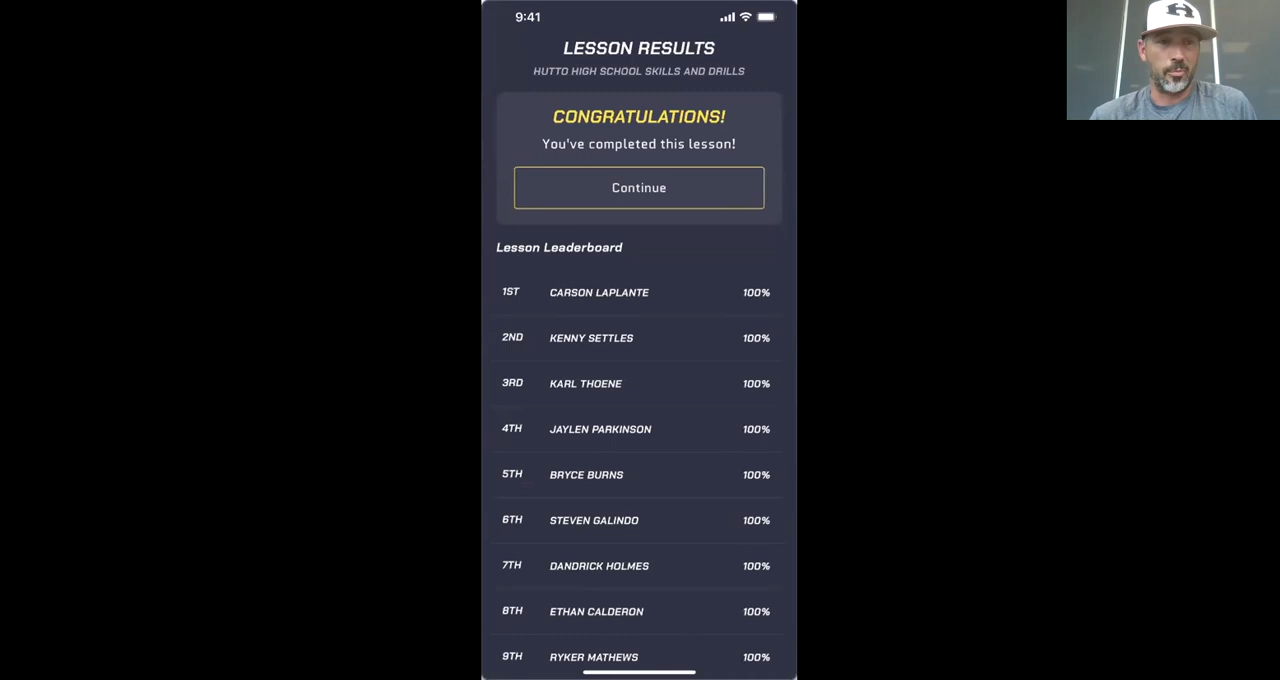 9:41
LESSON RESULTS
HUTTO HIGH SCHOOL SKILLS AND DRILLS
CONGRATULATIONS!
You've completed this lesson!
Continue
Lesson Leaderboard
1ST CARSON LAPLANTE 100%
2ND KENNY SETTLES 100%
3RD KARL THOENE 100%
4TH JAYLEN PARKINSON 100%
5TH BRYCE BURNS 100%
6TH STEVEN GALINDO 100%
7TH DANDRICK HOLMES 100%
8TH ETHAN CALDERON 100%
9TH RYKER MATHEWS 100%
H